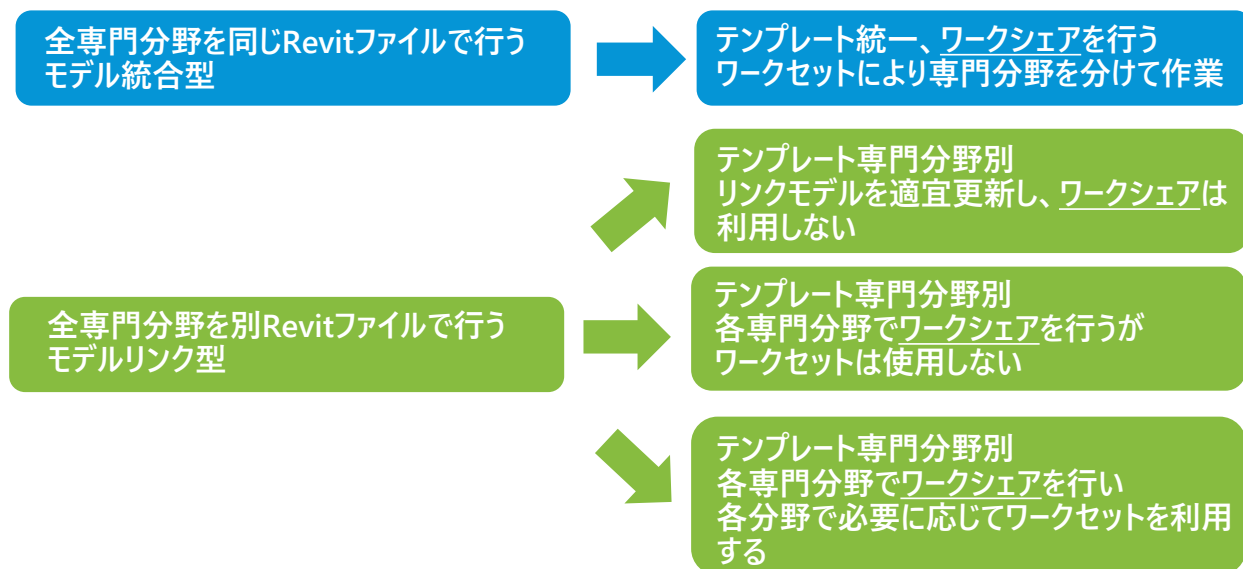 全専門分野を同じRevitファイルで行う
モデル統合型
テンプレート統一、ワークシェアを行う
ワークセットにより専門分野を分けて作業
テンプレート専門分野別
リンクモデルを適宜更新し、ワークシェアは
利用しない
全専門分野を別Revitファイルで行う
モデルリンク型
テンプレート専門分野別
各専門分野でワークシェアを行うが
ワークセットは使用しない
テンプレート専門分野別
各専門分野でワークシェアを行い
各分野で必要に応じてワークセットを利用
する